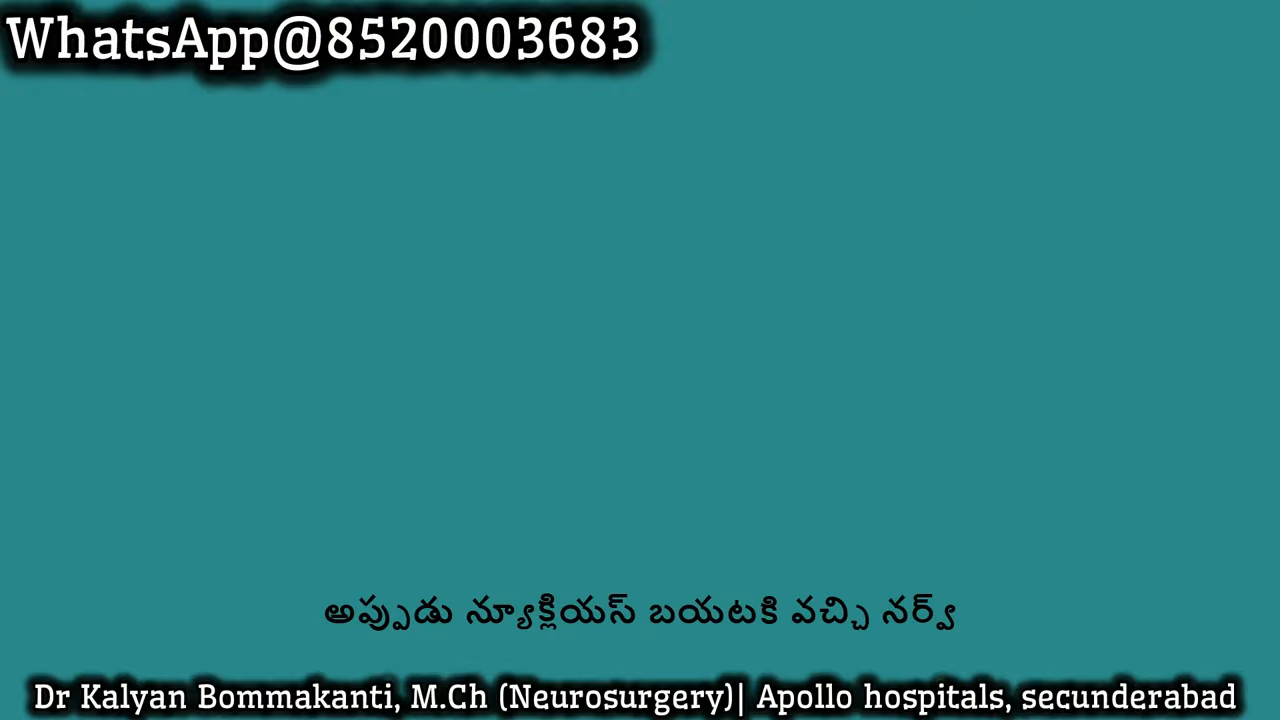 WhatsApp@8520003683
అప్పుడు న్యూక్లియస్ బయటకి వచ్చి నర్వ్
Dr Kalyan Bommakanti, M.Ch (Neurosurgery)| Apollo hospitals, secunderabad